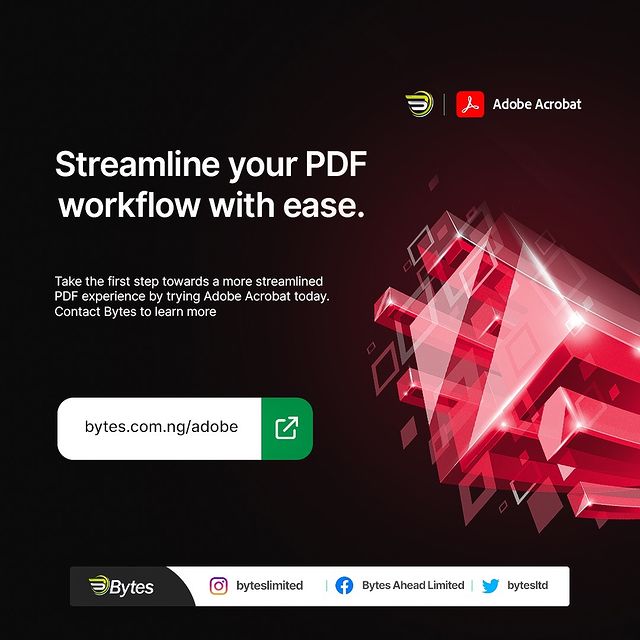 Adobe Acrobat
Streamline your PDF
workflow with ease.
Take the first step towards a more streamlined
PDF experience by trying Adobe Acrobat today.
Contact Bytes to learn more
bytes.com.ng/adobe
Bytes byteslimited Bytes Ahead Limited bytesltd